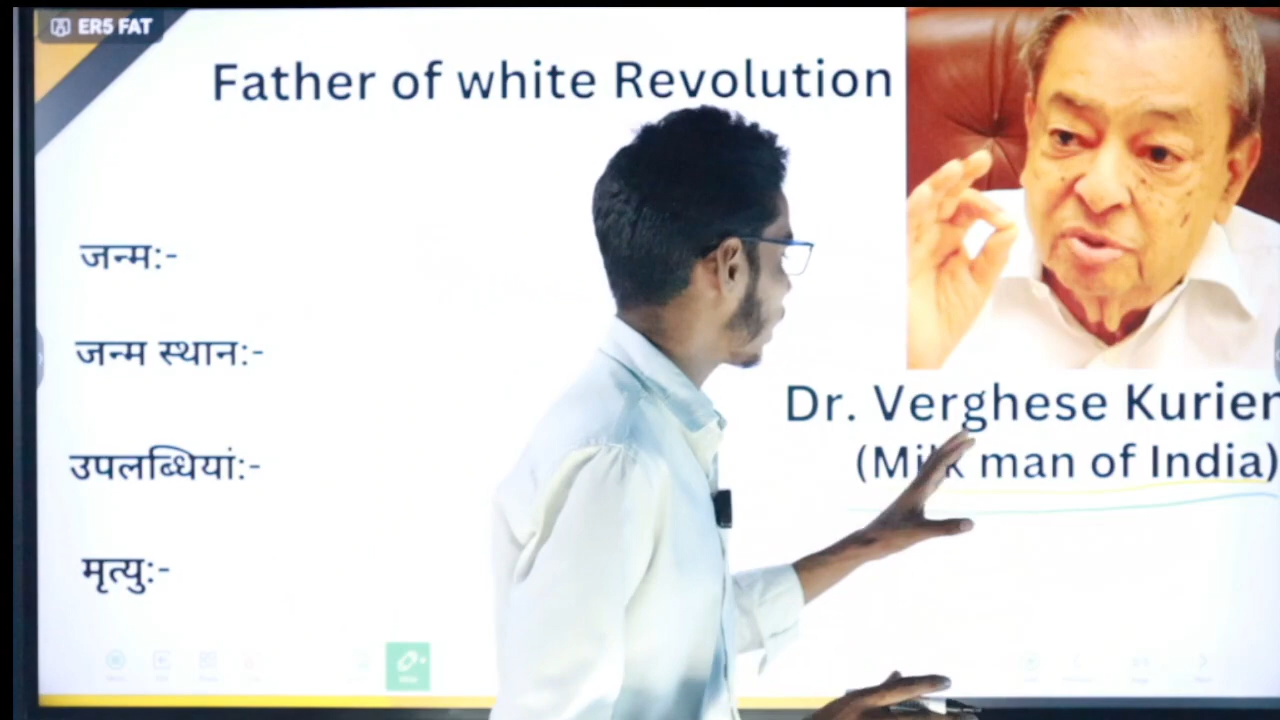 ER5 FAT
Father of white Revolution
जन्म:-
जन्म स्थान:-
उपलब्धियां:-
मृत्यु:-
Dr. Verghese Kurien
(Milk man of India)